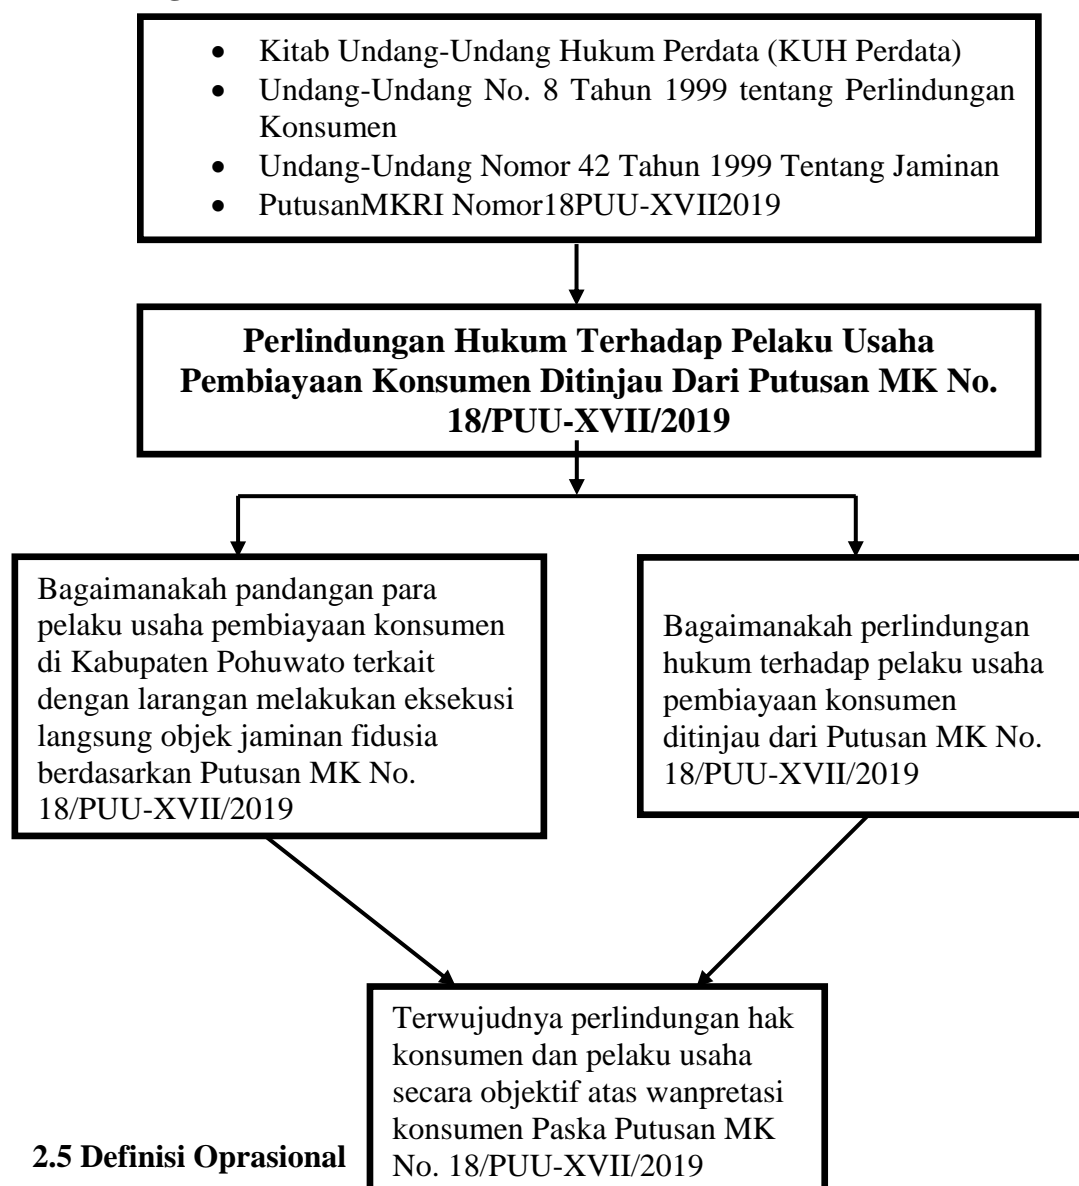 • Kitab Undang-Undang Hukum Perdata (KUH Perdata)
• Undang-Undang No. 8 Tahun 1999 tentang Perlindungan
Konsumen
• Undang-Undang Nomor 42 Tahun 1999 Tentang Jaminan
• PutusanMKRI Nomor18PUU-XVII2019
Perlindungan Hukum Terhadap Pelaku Usaha
Pembiayaan Konsumen Ditinjau Dari Putusan MK No.
18/PUU-XVII/2019
Bagaimanakah pandangan para
pelaku usaha pembiayaan konsumen
di Kabupaten Pohuwato terkait
dengan larangan melakukan eksekusi
langsung objek jaminan fidusia
berdasarkan Putusan MK No.
18/PUU-XVII/2019
Bagaimanakah perlindungan
hukum terhadap pelaku usaha
pembiayaan konsumen
ditinjau dari Putusan MK No.
18/PUU-XVII/2019
Terwujudnya perlindungan hak
konsumen dan pelaku usaha
secara objektif atas wanpretasi
konsumen Paska Putusan MK
No. 18/PUU-XVII/2019
2.5 Definisi Oprasional